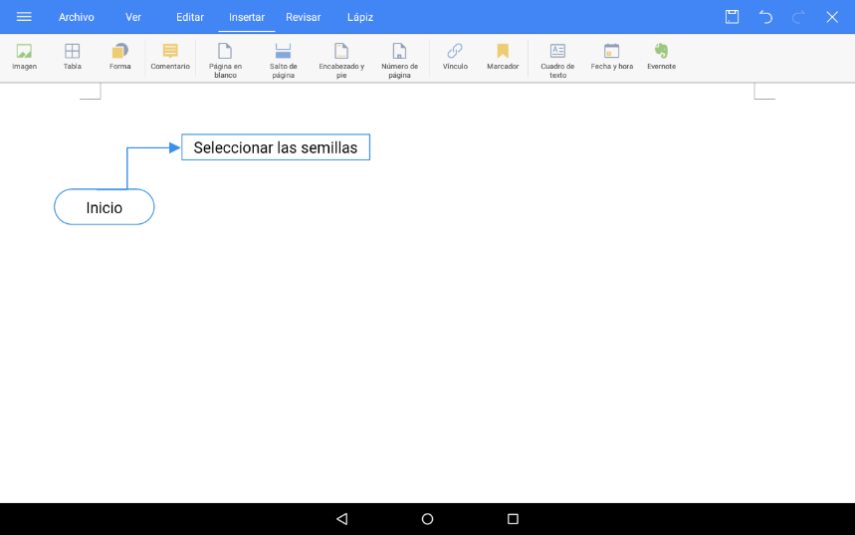 Archivo Ver Editar Insertar Revisar Lápiz
Imagen Tabla Forma Comentario Página en blanco Salto de página Encabezado y pie Número de página Vínculo Marcador Cuadro de texto Fecha y hora Evernote
Seleccionar las semillas
Inicio